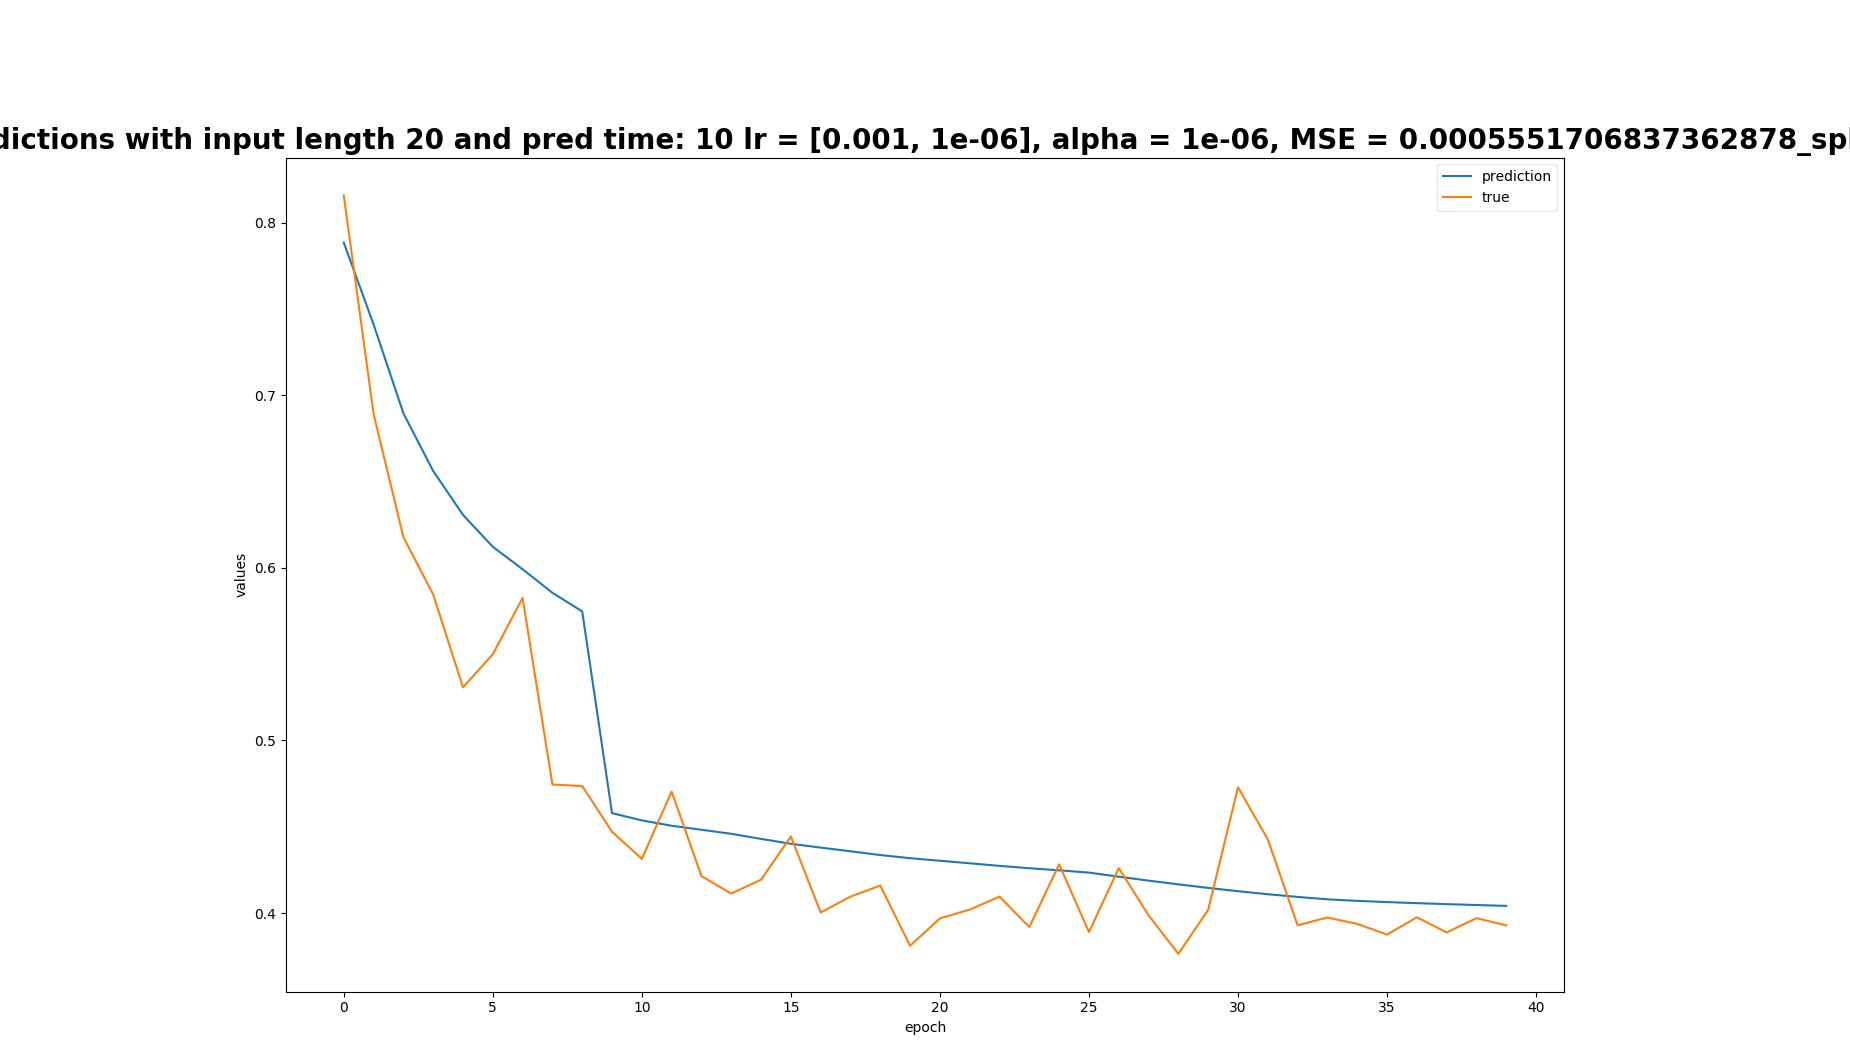 dictions with input length 20 and pred time: 10 lr = [0.001, 1e-06], alpha = 1e-06, MSE = 0.0005551706837362878_spl
prediction
true
0.8
0.7
0.6
0.5
0.4
values
0 5 10 15 20 25 30 35 40
epoch